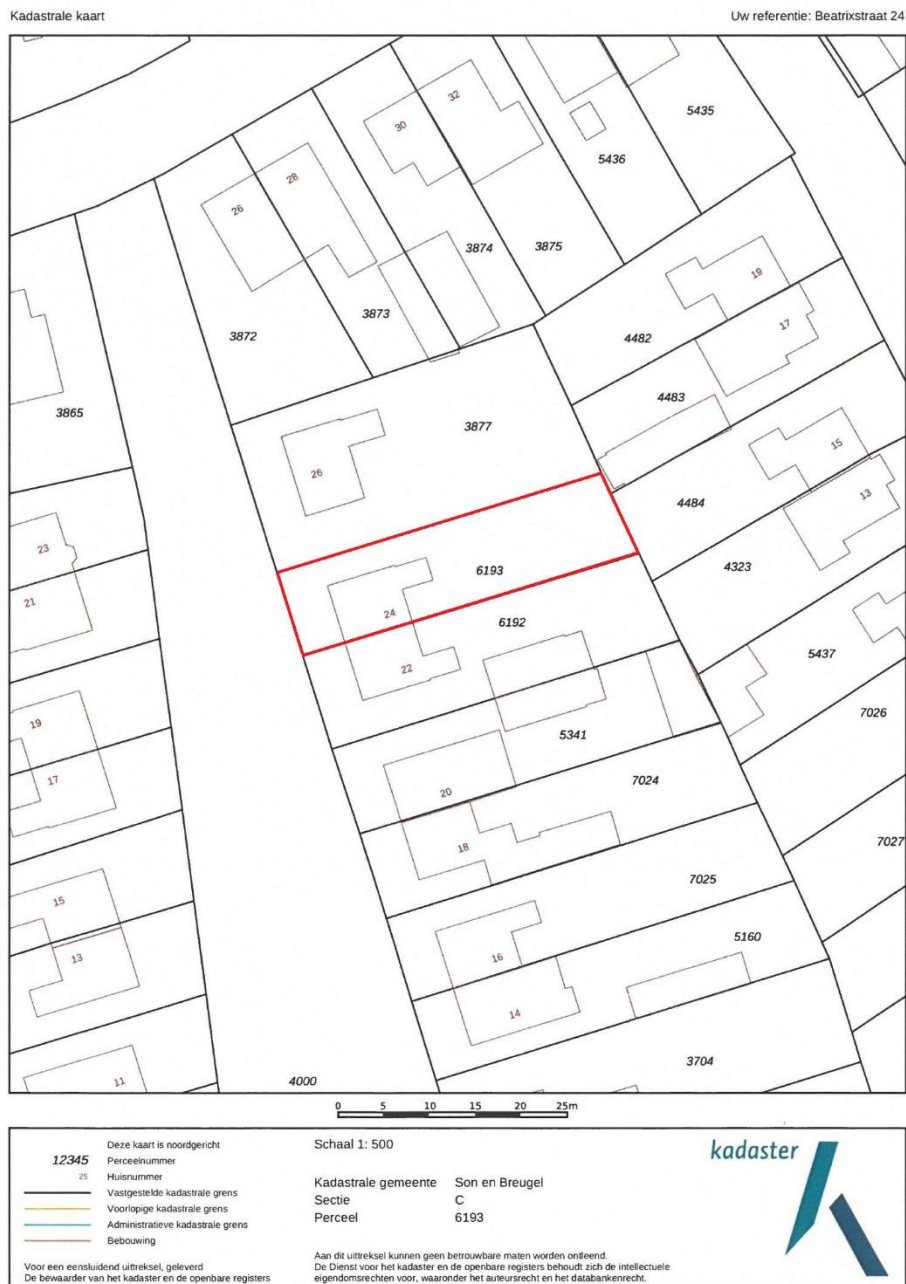 Kadastrale kaart
Uw referentie: Beatrixstraat 24
5435
32
30
5436
28
26
3874
3875
19
17
3873
4482
3872
4483
3865
3877
15
26
4484
13
23
6193
4323
21
24
6192
5437
22
7026
19
5341
17
20
7024
7027
18
7025
15
5160
13
16
14
3704
11
4000
0 5 10 15 20 25m
Deze kaart is noordgericht
12345 Perceelnummer
25 Huisnummer
Vastgestelde kadastrale grens
Voorlopige kadastrale grens
Administratieve kadastrale grens
Bebouwing
Voor een eensluidend uittreksel, geleverd
De bewaarder van het kadaster en de openbare registers
Schaal 1: 500
Kadastrale gemeente Son en Breugel
Sectie C
Perceel 6193
Aan dit uittreksel kunnen geen betrouwbare maten worden ontleend.
De Dienst voor het kadaster en de openbare registers behoudt zich de intellectuele
eigendomsrechten voor, waaronder het auteursrecht en het databankenrecht.
kadaster